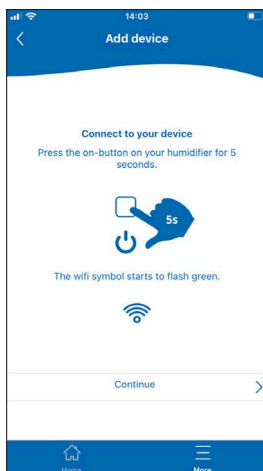 14:03
Add device
Connect to your device
Press the on-button on your humidifier for 5
seconds.
5s
The wifi symbol starts to flash green.
Continue
Home
More